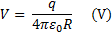 V = q / 4πε₀R (V)